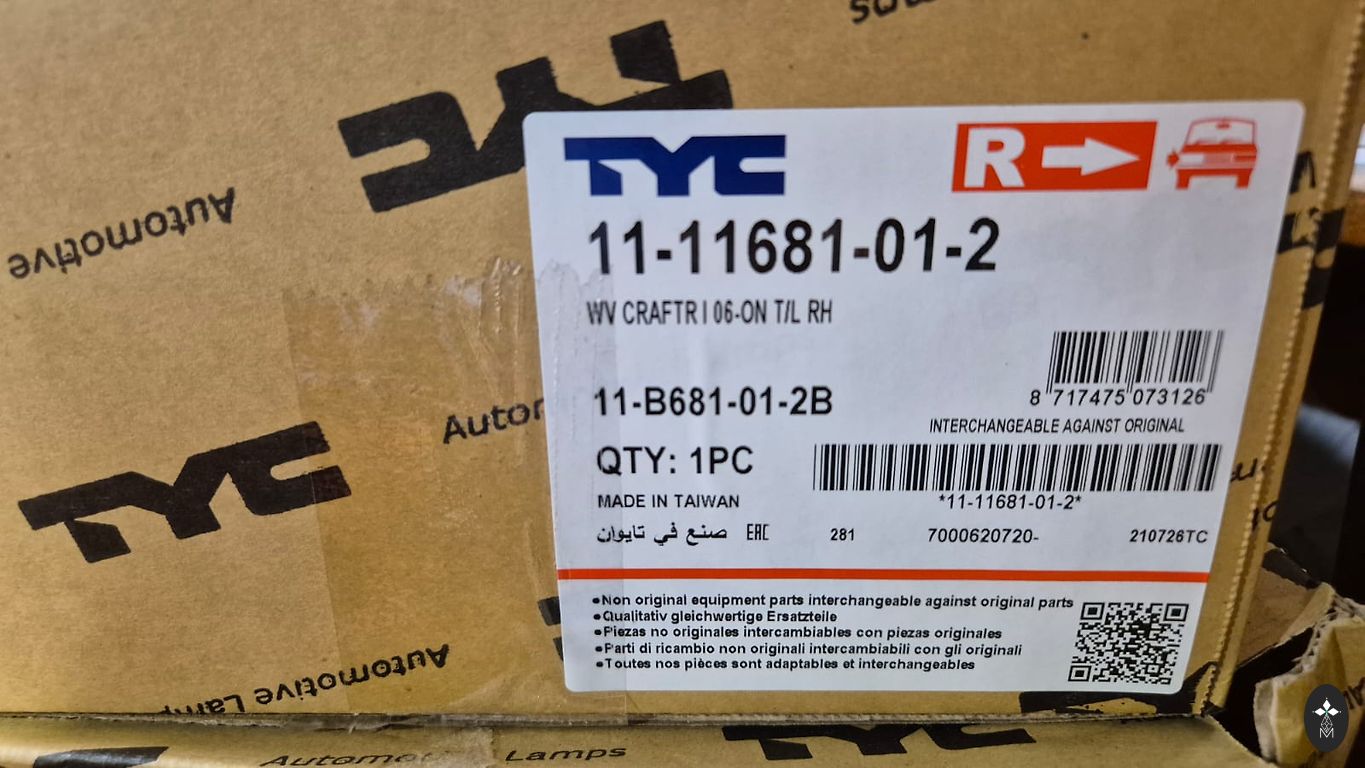 TYC
Automotive
TYC
R
11-11681-01-2
WV CRAFTR I 06-ON T/L RH
8 717475 073126
11-B681-01-2B
INTERCHANGEABLE AGAINST ORIGINAL
QTY: 1PC
*11-11681-01-2*
MADE IN TAIWAN
صنع في تايوان EAC 281 7000620720- 210726TC
TYC
•Non original equipment parts interchangeable against original parts
•Qualitativ gleichwertige Ersatzteile
•Piezas no originales intercambiables con piezas originales
•Parti di ricambio non originali intercambiabili con gli originali
•Toutes nos pièces sont adaptables et interchangeables
Automotive
TYC
Lamps
M